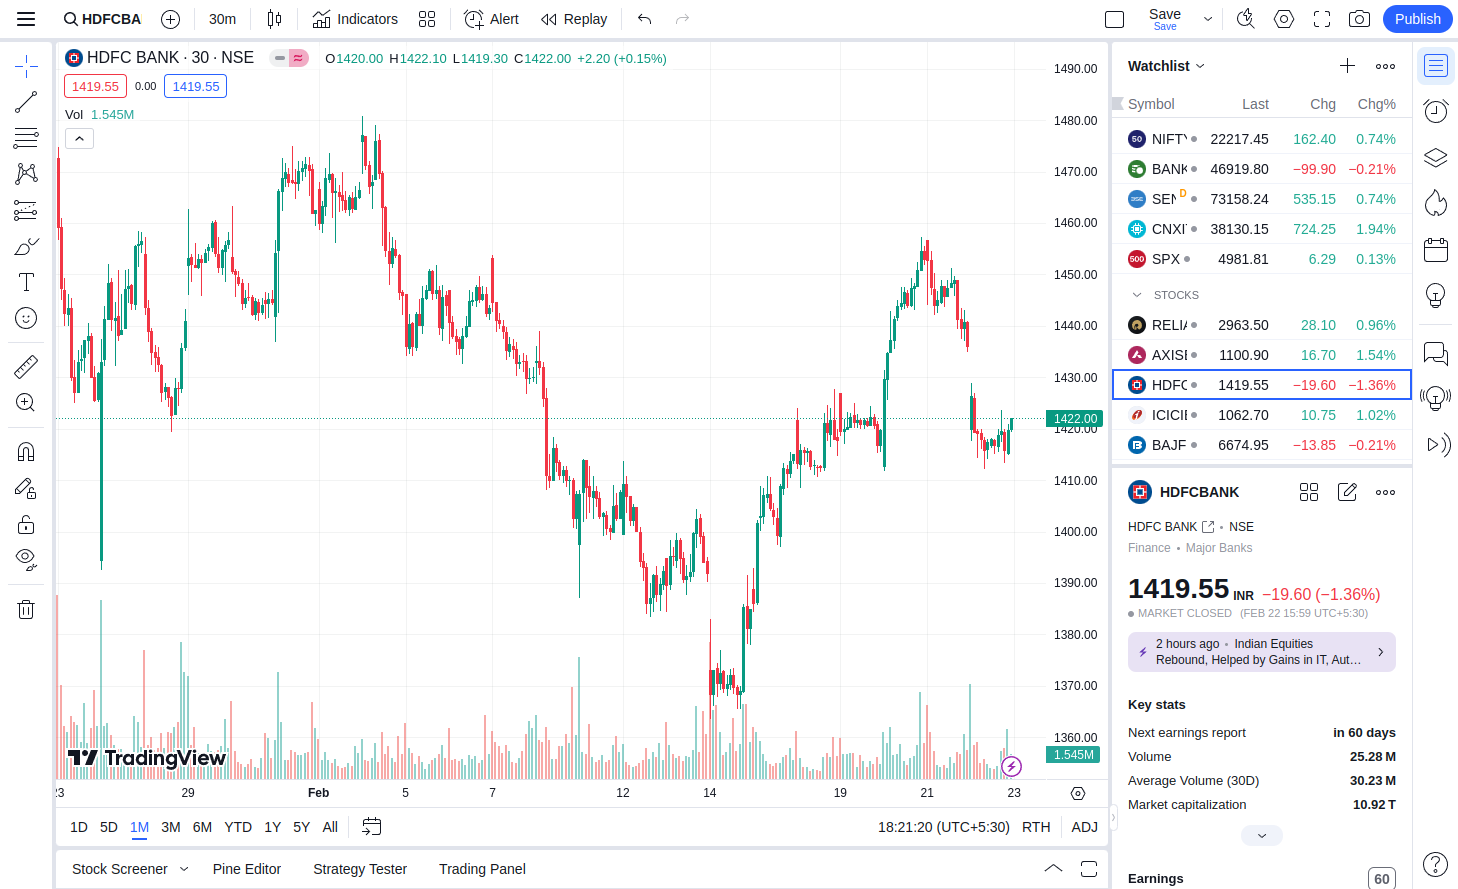 HDFCBA 30m Indicators Alert Replay Save Save Publish
HDFC BANK · 30 · NSE O1420.00 H1422.10 L1419.30 C1422.00 +2.20 (+0.15%)
1419.55 0.00 1419.55
Vol 1.545M
1490.00
1480.00
1470.00
1460.00
1450.00
1440.00
1430.00
1422.00
1420.00
1410.00
1400.00
1390.00
1380.00
1370.00
1360.00
1.545M
TradingView
23 29 Feb 5 7 12 14 19 21 23
1D 5D 1M 3M 6M YTD 1Y 5Y All 18:21:20 (UTC+5:30) RTH ADJ
Stock Screener Pine Editor Strategy Tester Trading Panel
Watchlist
Symbol Last Chg Chg%
50 NIFTY 22217.45 162.40 0.74%
BANK 46919.80 −99.90 −0.21%
SEN D 73158.24 535.15 0.74%
CNXI 38130.15 724.25 1.94%
500 SPX 4981.81 6.29 0.13%
STOCKS
RELIA 2963.50 28.10 0.96%
AXISE 1100.90 16.70 1.54%
HDFC 1419.55 −19.60 −1.36%
ICICIE 1062.70 10.75 1.02%
BAJF 6674.95 −13.85 −0.21%
HDFCBANK
HDFC BANK • NSE
Finance • Major Banks
1419.55 INR −19.60 (−1.36%)
MARKET CLOSED (FEB 22 15:59 UTC+5:30)
2 hours ago • Indian Equities
Rebound, Helped by Gains in IT, Aut…
Key stats
Next earnings report in 60 days
Volume 25.28 M
Average Volume (30D) 30.23 M
Market capitalization 10.92 T
Earnings 60